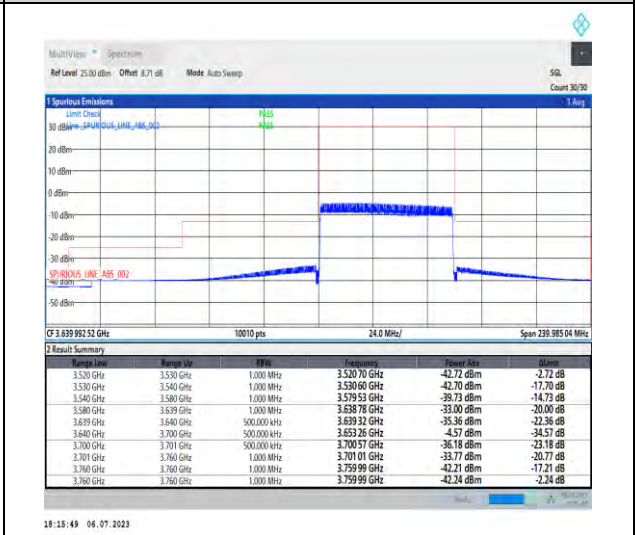 MultiView Spectrum
Ref Level 25.00 dBm Offset 8.71 dB Mode Auto Sweep SGL
Count 30/30
1 Spurious Emissions 1 Avg
Limit Check PASS
30 dBm Line _SPURIOUS_LINE_ABS_002 PASS
20 dBm
10 dBm
0 dBm
-10 dBm
-20 dBm
-30 dBm
SPURIOUS_LINE_ABS_002
-40 dBm
-50 dBm
CF 3.639 992 52 GHz 10010 pts 24.0 MHz/ Span 239.985 04 MHz
2 Result Summary
Range Low Range Up RBW Frequency Power Abs ΔLimit
3.520 GHz 3.530 GHz 1.000 MHz 3.520 70 GHz -42.72 dBm -2.72 dB
3.530 GHz 3.540 GHz 1.000 MHz 3.530 60 GHz -42.70 dBm -17.70 dB
3.540 GHz 3.580 GHz 1.000 MHz 3.579 53 GHz -39.73 dBm -14.73 dB
3.580 GHz 3.639 GHz 1.000 MHz 3.638 78 GHz -33.00 dBm -20.00 dB
3.639 GHz 3.640 GHz 500.000 kHz 3.639 32 GHz -35.36 dBm -22.36 dB
3.640 GHz 3.700 GHz 500.000 kHz 3.653 26 GHz -4.57 dBm -34.57 dB
3.700 GHz 3.701 GHz 500.000 kHz 3.700 57 GHz -36.18 dBm -23.18 dB
3.701 GHz 3.760 GHz 1.000 MHz 3.701 01 GHz -33.77 dBm -20.77 dB
3.760 GHz 3.760 GHz 1.000 MHz 3.759 99 GHz -42.21 dBm -17.21 dB
3.760 GHz 3.760 GHz 1.000 MHz 3.759 99 GHz -42.24 dBm -2.24 dB
18:15:49 06.07.2023